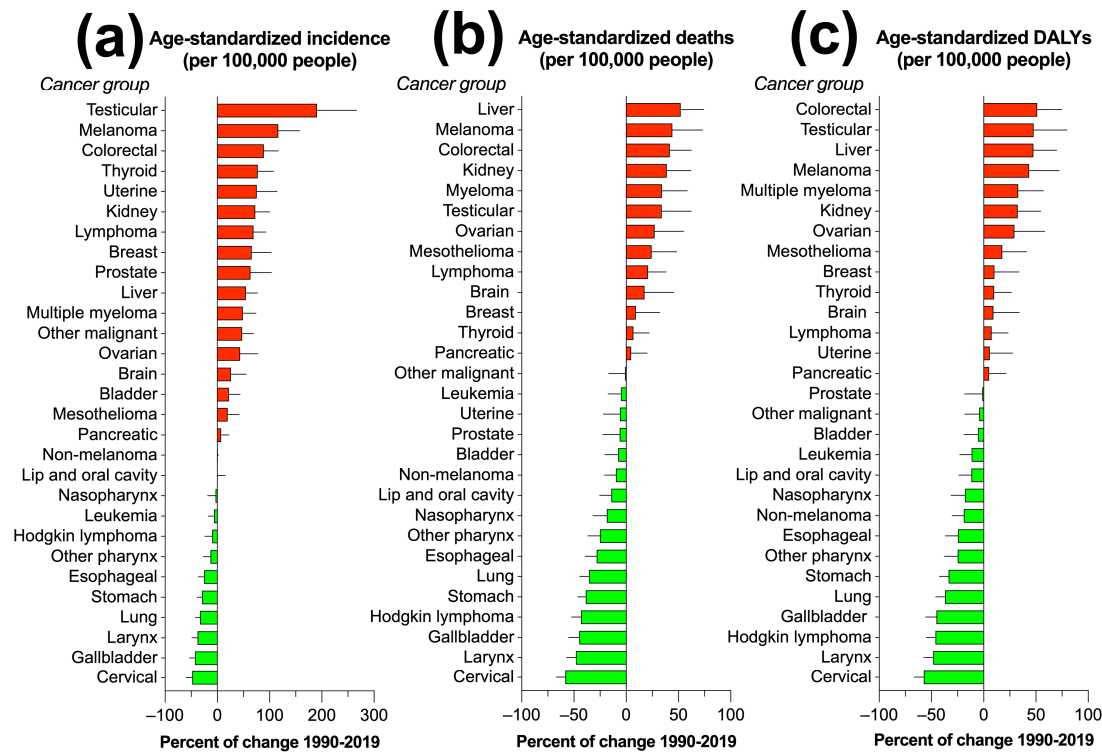 (a)
Age-standardized incidence
(per 100,000 people)
Cancer group
Testicular
Melanoma
Colorectal
Thyroid
Uterine
Kidney
Lymphoma
Breast
Prostate
Liver
Multiple myeloma
Other malignant
Ovarian
Brain
Bladder
Mesothelioma
Pancreatic
Non-melanoma
Lip and oral cavity
Nasopharynx
Leukemia
Hodgkin lymphoma
Other pharynx
Esophageal
Stomach
Lung
Larynx
Gallbladder
Cervical
–100 0 100 200 300
Percent of change 1990-2019
(b)
Age-standardized deaths
(per 100,000 people)
Cancer group
Liver
Melanoma
Colorectal
Kidney
Myeloma
Testicular
Ovarian
Mesothelioma
Lymphoma
Brain
Breast
Thyroid
Pancreatic
Other malignant
Leukemia
Uterine
Prostate
Bladder
Non-melanoma
Lip and oral cavity
Nasopharynx
Other pharynx
Esophageal
Lung
Stomach
Hodgkin lymphoma
Gallbladder
Larynx
Cervical
–100 –50 0 50 100
Percent of change 1990-2019
(c)
Age-standardized DALYs
(per 100,000 people)
Cancer group
Colorectal
Testicular
Liver
Melanoma
Multiple myeloma
Kidney
Ovarian
Mesothelioma
Breast
Thyroid
Brain
Lymphoma
Uterine
Pancreatic
Prostate
Other malignant
Bladder
Leukemia
Lip and oral cavity
Nasopharynx
Non-melanoma
Esophageal
Other pharynx
Stomach
Lung
Gallbladder
Hodgkin lymphoma
Larynx
Cervical
–100 –50 0 50 100
Percent of change 1990-2019